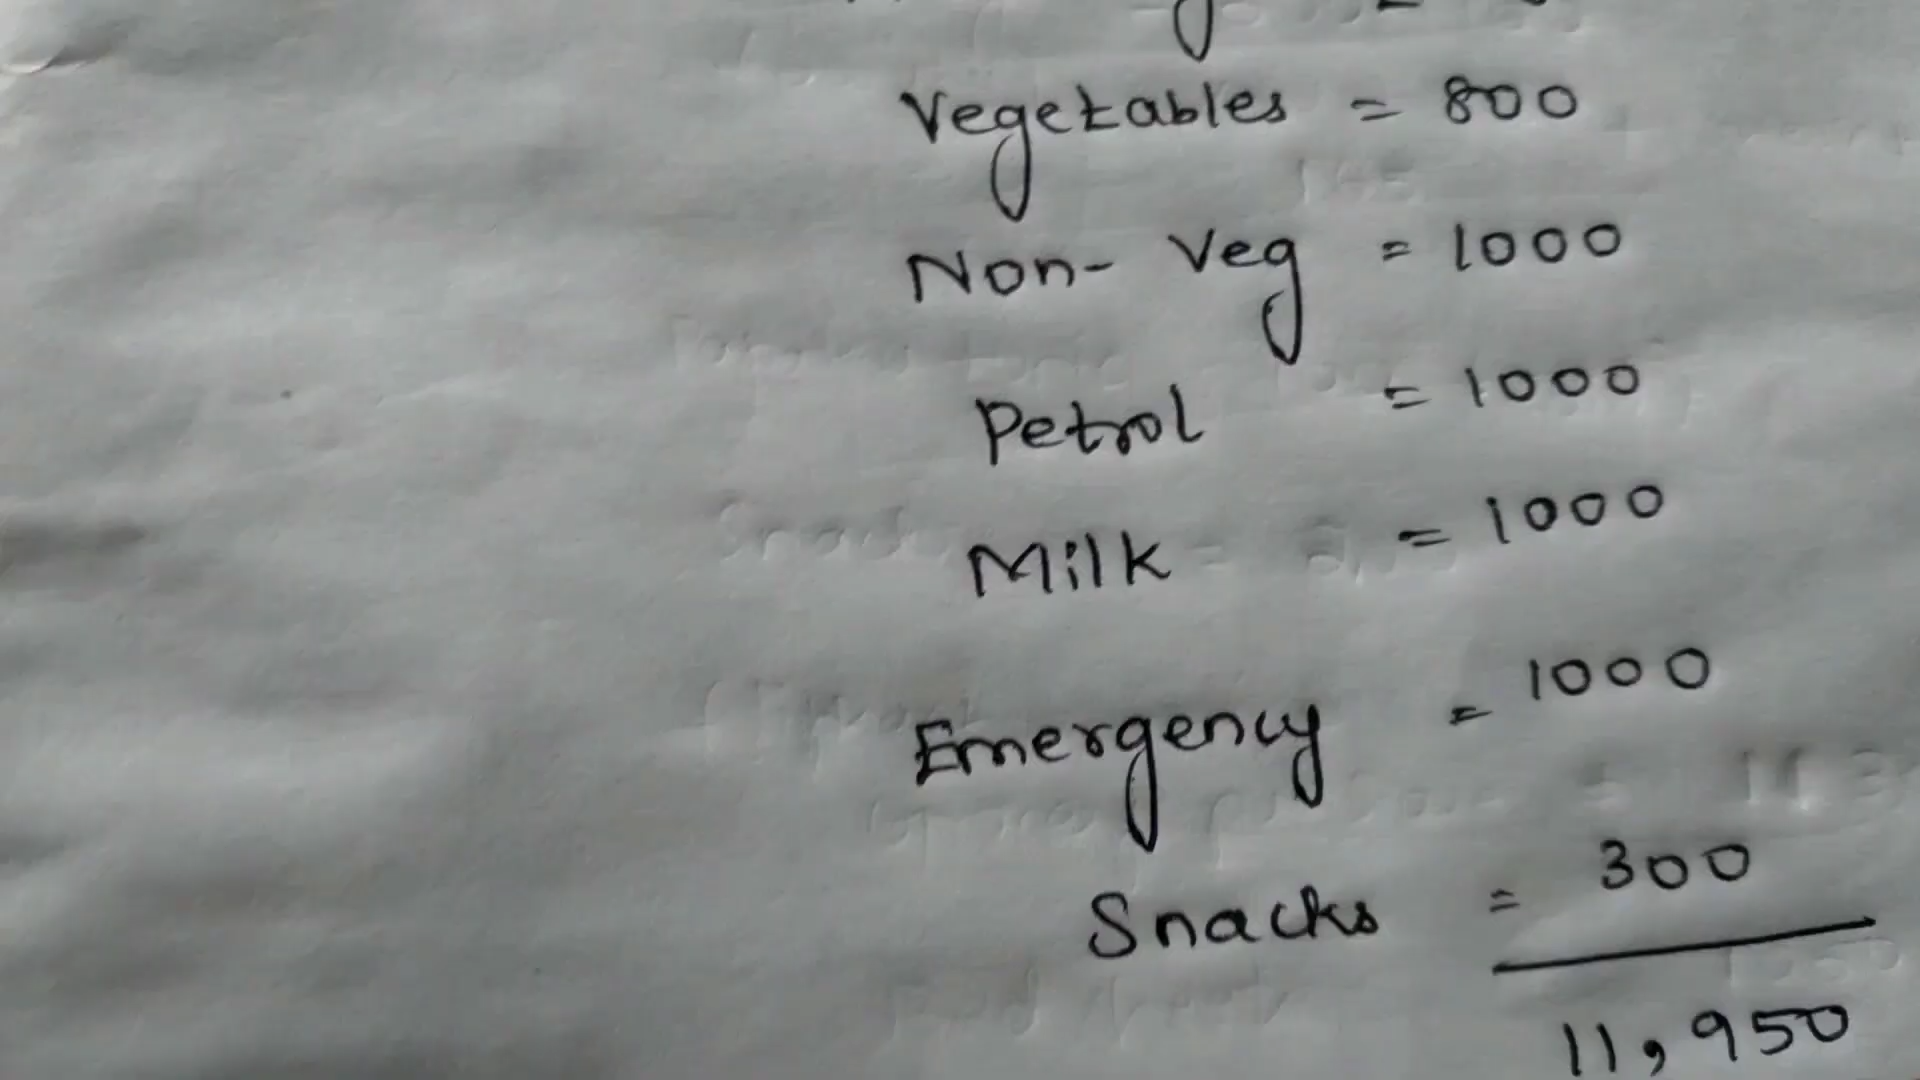 Vegetables = 800
Non-Veg = 1000
Petrol = 1000
Milk = 1000
Emergency = 1000
Snacks = 300
11,950